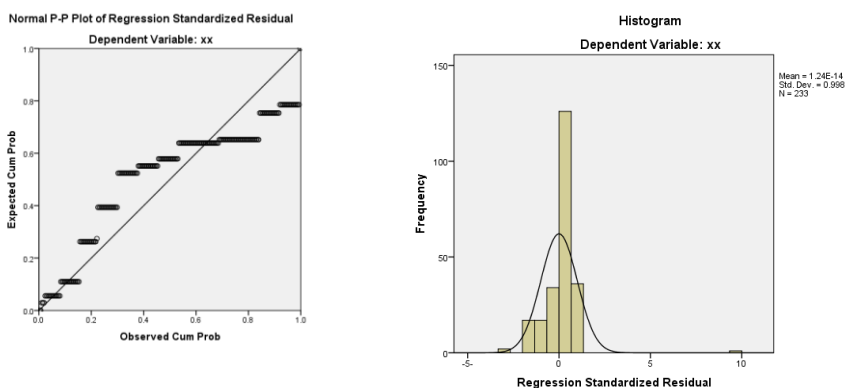 Normal P-P Plot of Regression Standardized Residual
Dependent Variable: xx
1.0
0.8
0.6
0.4
0.2
0.0
Expected Cum Prob
0.0 0.2 0.4 0.6 0.8 1.0
Observed Cum Prob
Histogram
Dependent Variable: xx
Mean = 1.24E-14
Std. Dev. = 0.998
N = 233
150
100
50
0
Frequency
-5 0 5 10
Regression Standardized Residual